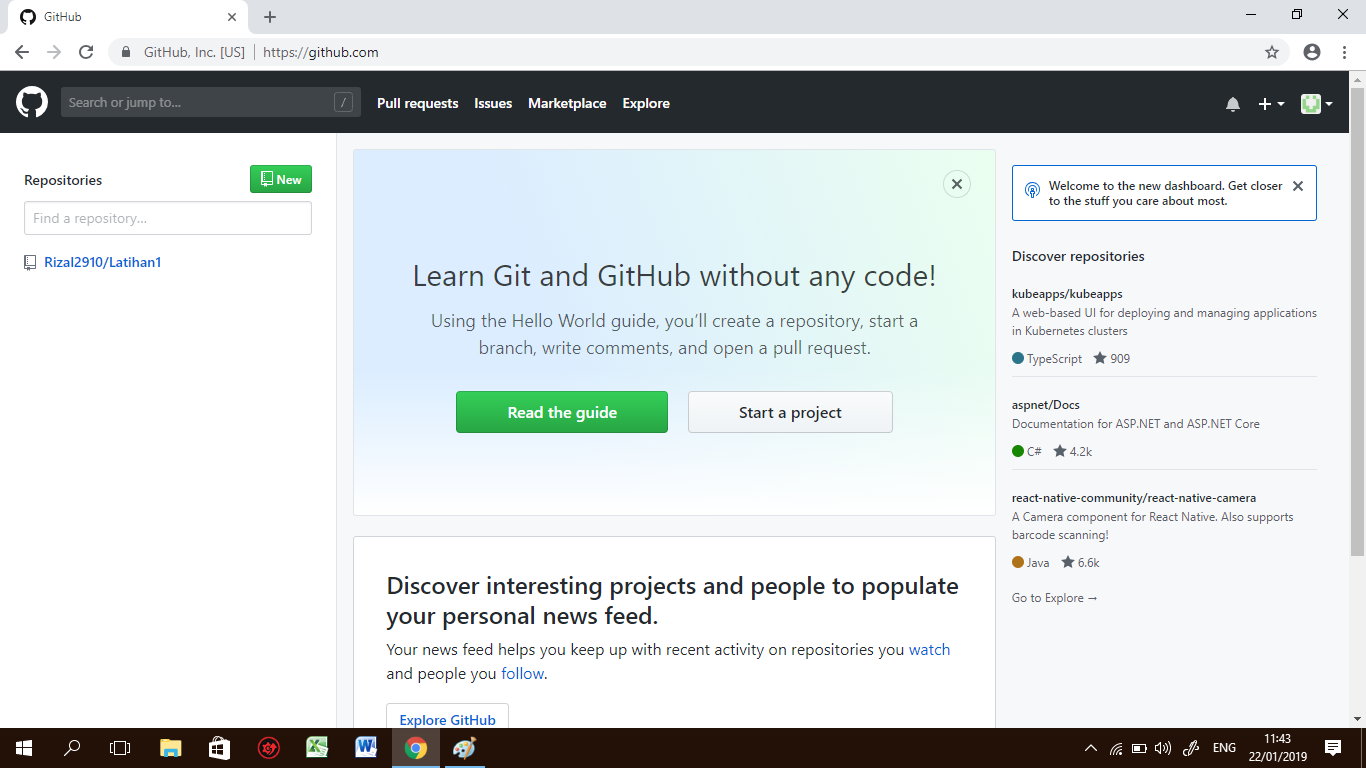 GitHub
GitHub, Inc. [US] https://github.com
Search or jump to... /
Pull requests Issues Marketplace Explore
Repositories
New
Find a repository...
Rizal2910/Latihan1
Learn Git and GitHub without any code!
Using the Hello World guide, you’ll create a repository, start a
branch, write comments, and open a pull request.
Read the guide
Start a project
Discover interesting projects and people to populate
your personal news feed.
Your news feed helps you keep up with recent activity on repositories you watch
and people you follow.
Explore GitHub
Welcome to the new dashboard. Get closer
to the stuff you care about most.
Discover repositories
kubeapps/kubeapps
A web-based UI for deploying and managing applications
in Kubernetes clusters
TypeScript 909
aspnet/Docs
Documentation for ASP.NET and ASP.NET Core
C# 4.2k
react-native-community/react-native-camera
A Camera component for React Native. Also supports
barcode scanning!
Java 6.6k
Go to Explore →
ENG
11:43
22/01/2019